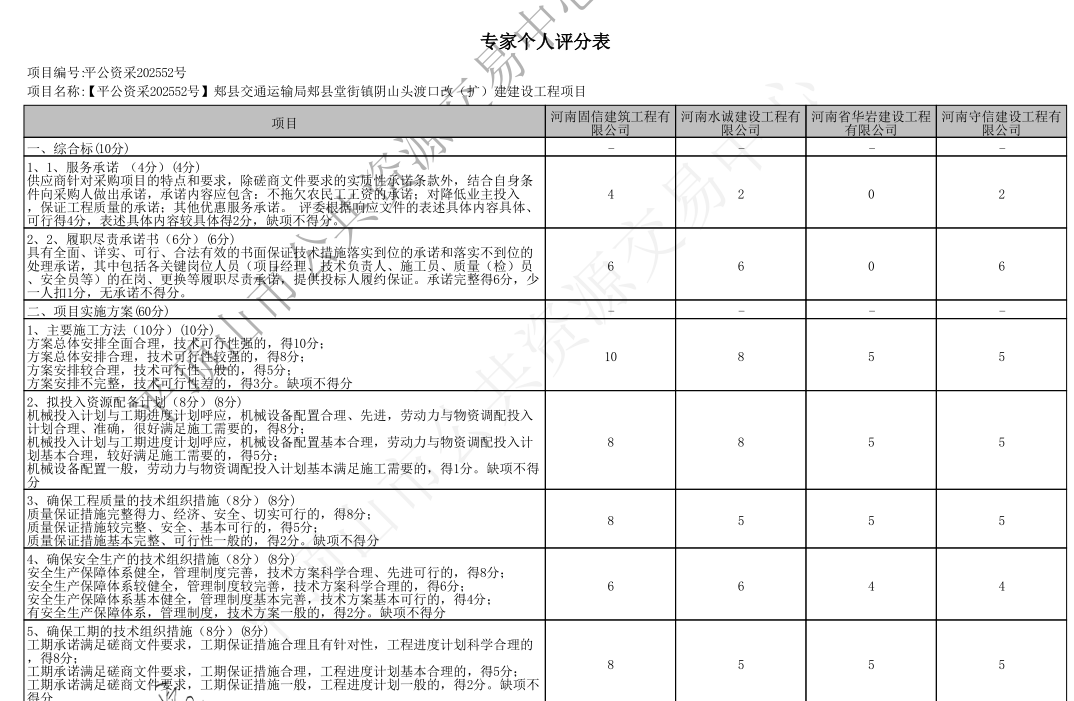 专家个人评分表
项目编号:平公资采202552号
项目名称:【平公资采202552号】郏县交通运输局郏县堂街镇阴山头渡口改（扩）建建设工程项目
项目 河南固信建筑工程有限公司 河南水诚建设工程有限公司 河南省华岩建设工程有限公司 河南守信建设工程有限公司
一、综合标(10分) - - - -
1、1、服务承诺 （4分）(4分)
供应商针对采购项目的特点和要求，除磋商文件要求的实质性承诺条款外，结合自身条
件向采购人做出承诺，承诺内容应包含：不拖欠农民工工资的承诺；对降低业主投入
，保证工程质量的承诺；其他优惠服务承诺。 评委根据响应文件的表述具体内容具体、
可行得4分，表述具体内容较具体得2分，缺项不得分。
4 2 0 2
2、2、履职尽责承诺书（6分）(6分)
具有全面、详实、可行、合法有效的书面保证技术措施落实到位的承诺和落实不到位的
处理承诺，其中包括各关键岗位人员（项目经理、技术负责人、施工员、质量（检）员
、安全员等）的在岗、更换等履职尽责承诺，提供投标人履约保证。承诺完整得6分，少
一人扣1分，无承诺不得分。
6 6 0 6
二、项目实施方案(60分) - - - -
1、主要施工方法（10分）(10分)
方案总体安排全面合理，技术可行性强的，得10分；
方案总体安排合理，技术可行性较强的，得8分；
方案安排较合理，技术可行性一般的，得5分；
方案安排不完整，技术可行性差的，得3分。缺项不得分
10 8 5 5
2、拟投入资源配备计划（8分）(8分)
机械投入计划与工期进度计划呼应，机械设备配置合理、先进，劳动力与物资调配投入
计划合理、准确，很好满足施工需要的，得8分；
机械投入计划与工期进度计划呼应，机械设备配置基本合理，劳动力与物资调配投入计
划基本合理，较好满足施工需要的，得5分；
机械设备配置一般，劳动力与物资调配投入计划基本满足施工需要的，得1分。缺项不得
分
8 8 5 5
3、确保工程质量的技术组织措施（8分）(8分)
质量保证措施完整得力、经济、安全、切实可行的，得8分；
质量保证措施较完整、安全、基本可行的，得5分；
质量保证措施基本完整、可行性一般的，得2分。缺项不得分
8 5 5 5
4、确保安全生产的技术组织措施（8分）(8分)
安全生产保障体系健全，管理制度完善，技术方案科学合理、先进可行的，得8分；
安全生产保障体系较健全，管理制度较完善，技术方案科学合理的，得6分；
安全生产保障体系基本健全，管理制度基本完善，技术方案基本可行的，得4分；
有安全生产保障体系，管理制度，技术方案一般的，得2分。缺项不得分
6 6 4 4
5、确保工期的技术组织措施（8分）(8分)
工期承诺满足磋商文件要求，工期保证措施合理且有针对性，工程进度计划科学合理的
，得8分；
工期承诺满足磋商文件要求，工期保证措施合理，工程进度计划基本合理的，得5分；
工期承诺满足磋商文件要求，工期保证措施一般，工程进度计划一般的，得2分。缺项不
得分
8 5 5 5
平顶山市公共资源交易中心
平顶山市公共资源交易中心